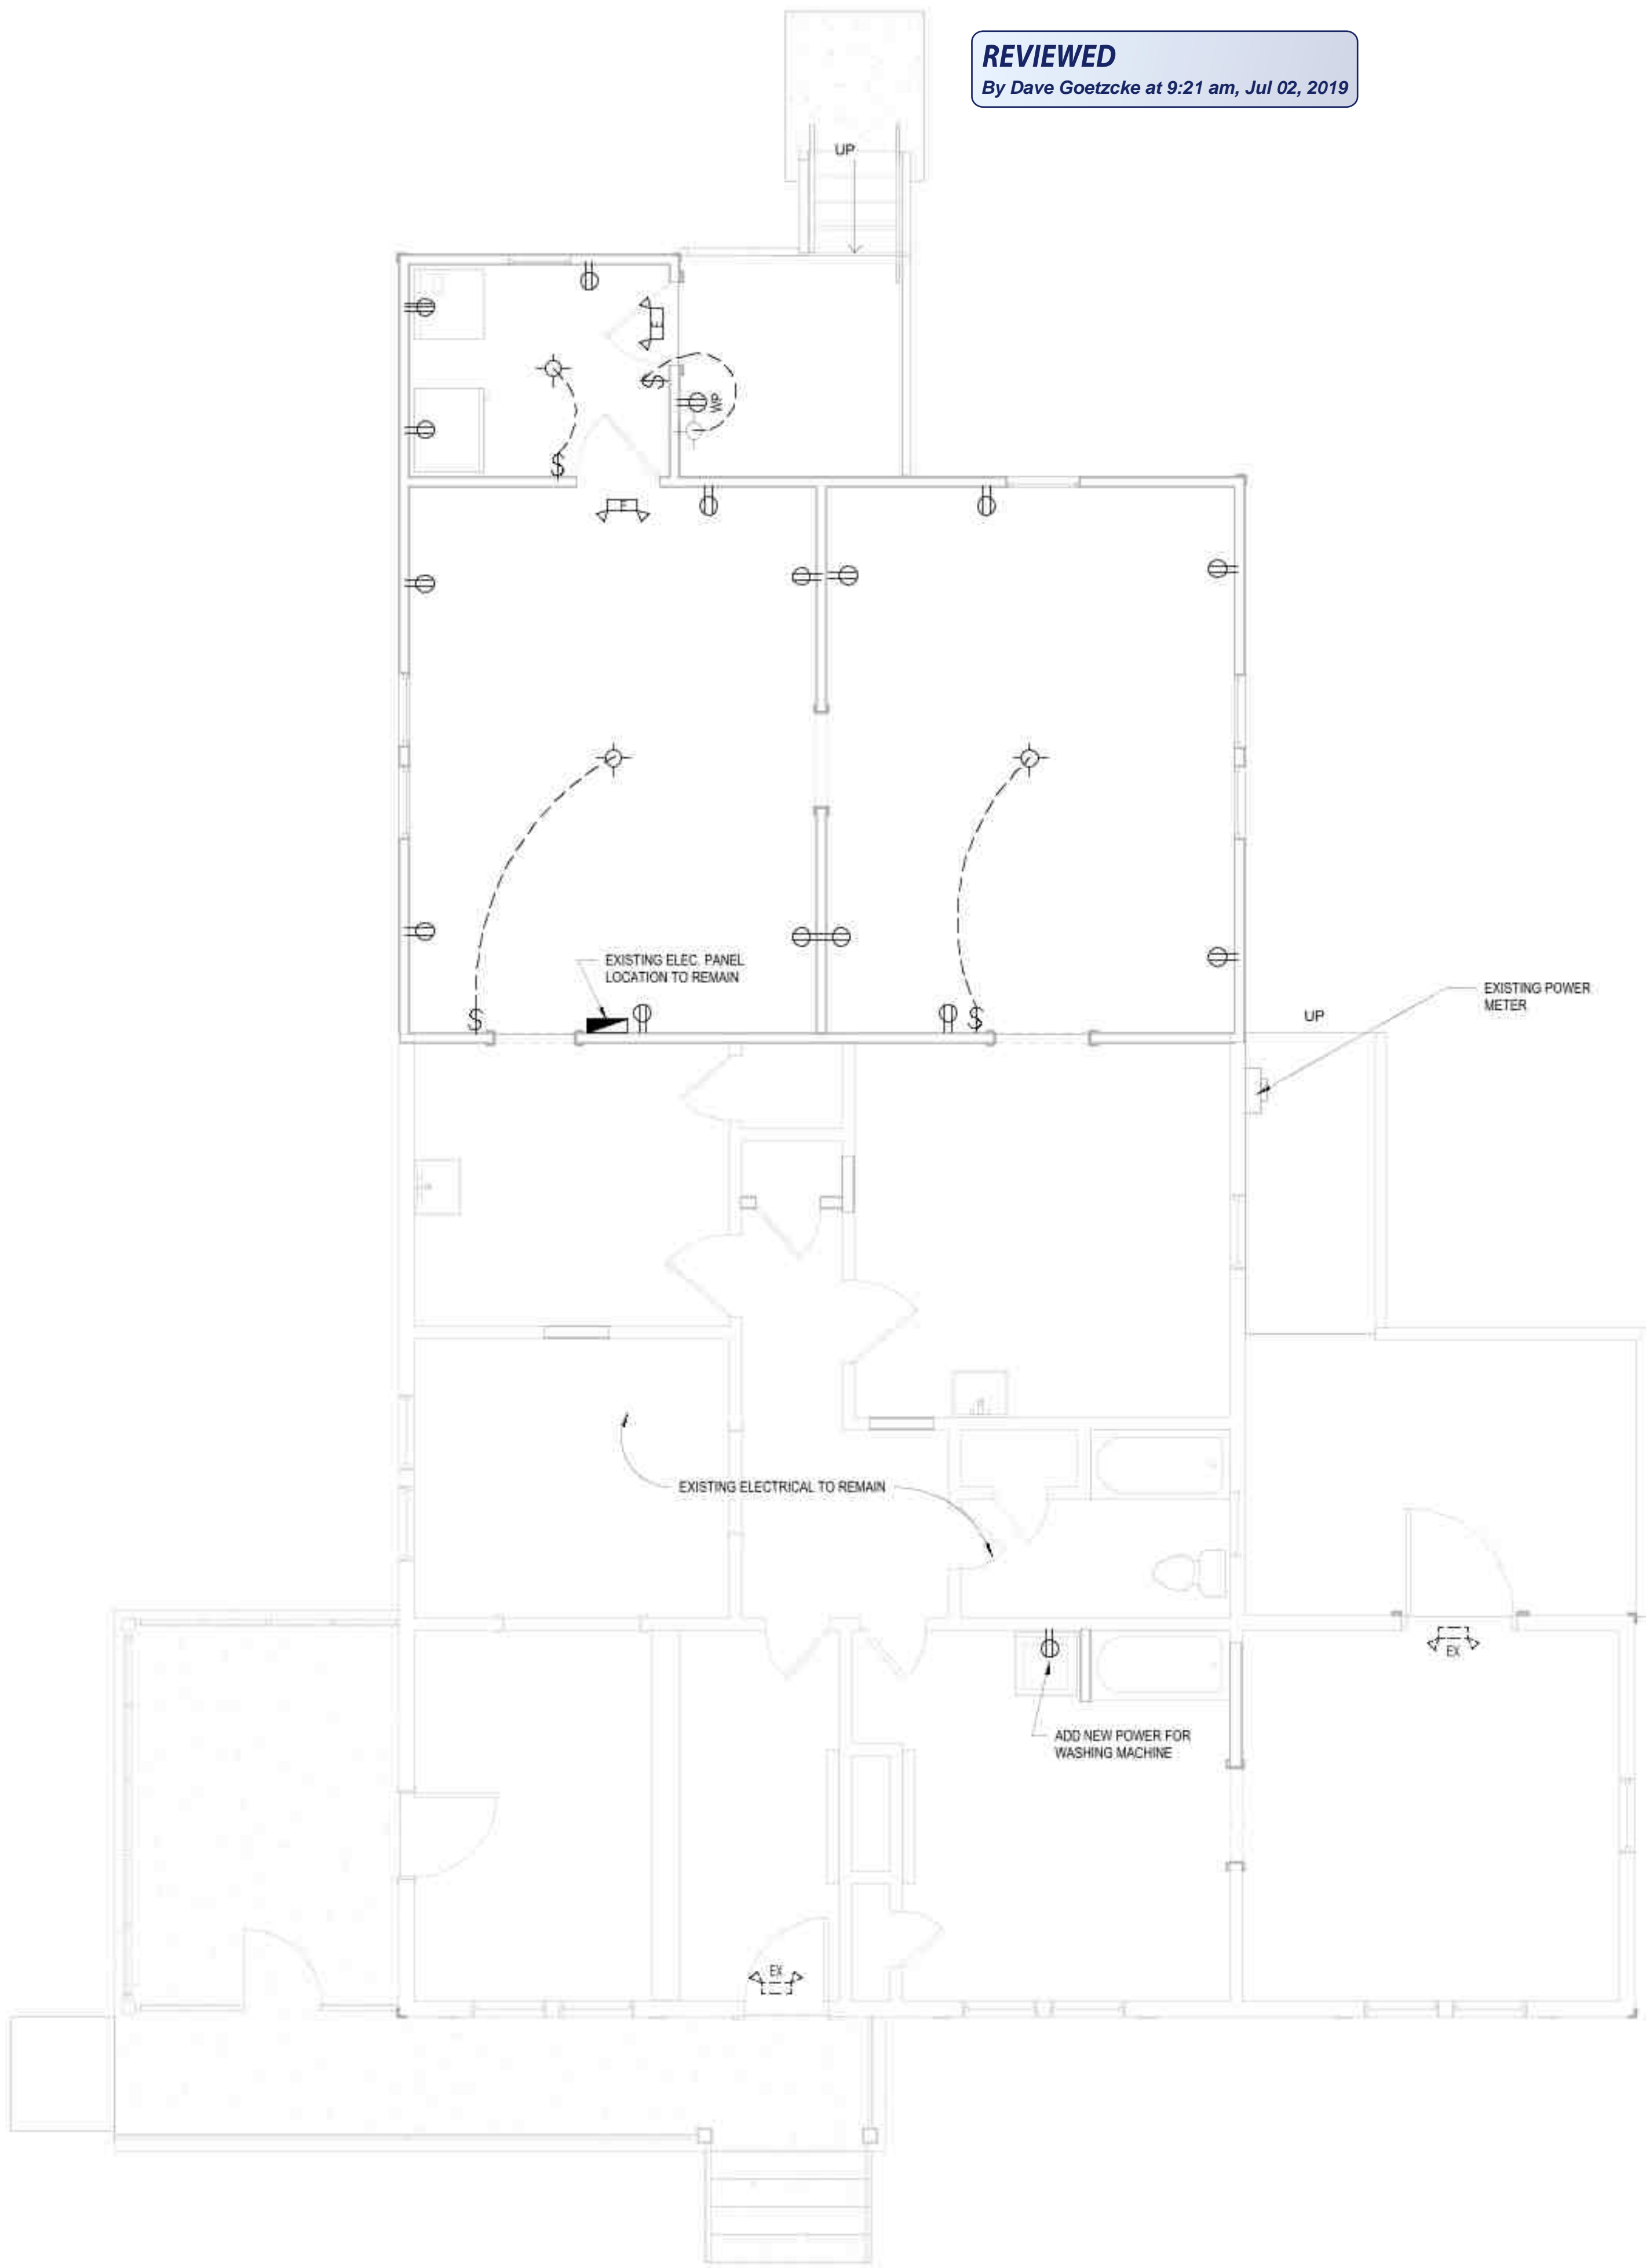 REVIEWED
By Dave Goetzcke at 9:21 am, Jul 02, 2019
UP
E
$
WP
$
E
EXISTING ELEC. PANEL
LOCATION TO REMAIN
$
$
UP
EXISTING POWER
METER
EXISTING ELECTRICAL TO REMAIN
EX
ADD NEW POWER FOR
WASHING MACHINE
EX